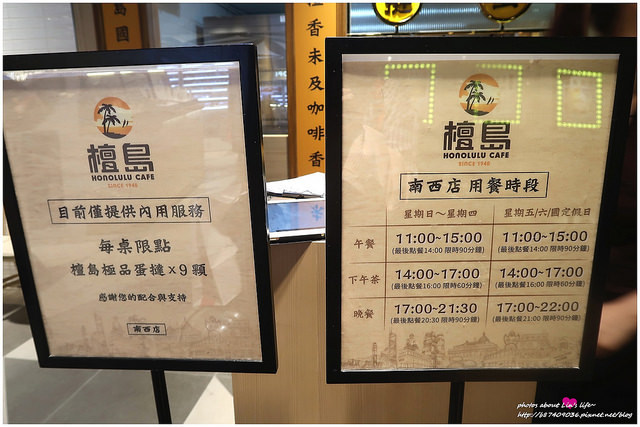 島
圓
香未及咖啡香
檀島
HONOLULU CAFE
SINCE 1940
目前僅提供內用服務
每桌限點
檀島極品蛋撻×9顆
感謝您的配合與支持
南西店
檀島
HONOLULU CAFE
SINCE 1940
南西店 用餐時段
星期日～星期四 星期五/六/國定假日
午餐 11:00~15:00 11:00~15:00
(最後點餐14:00 限時90分鐘) (最後點餐14:00 限時90分鐘)
下午茶 14:00~17:00 14:00~17:00
(最後點餐16:00 限時60分鐘) (最後點餐16:00 限時60分鐘)
晚餐 17:00~21:30 17:00~22:00
(最後點餐20:30 限時90分鐘) (最後點餐21:00 限時90分鐘)
photos about Lin's life~
http://687409036.pixnet.net/blog